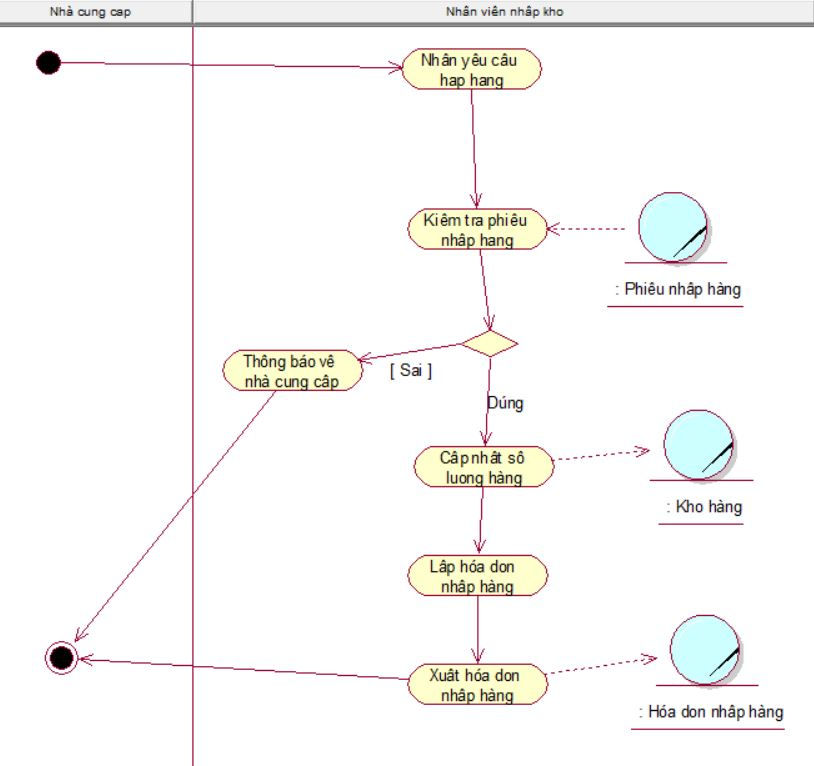 Nhà cung cap
Nhân viên nhâp kho
Nhân yêu câu
hap hang
Kiêm tra phiêu
nhâp hang
: Phiêu nhâp hàng
Thông báo vê
nhà cung câp
[ Sai ]
Dúng
Câp nhât sô
luong hàng
: Kho hàng
Lâp hóa don
nhâp hàng
Xuât hóa don
nhâp hàng
: Hóa don nhâp hàng